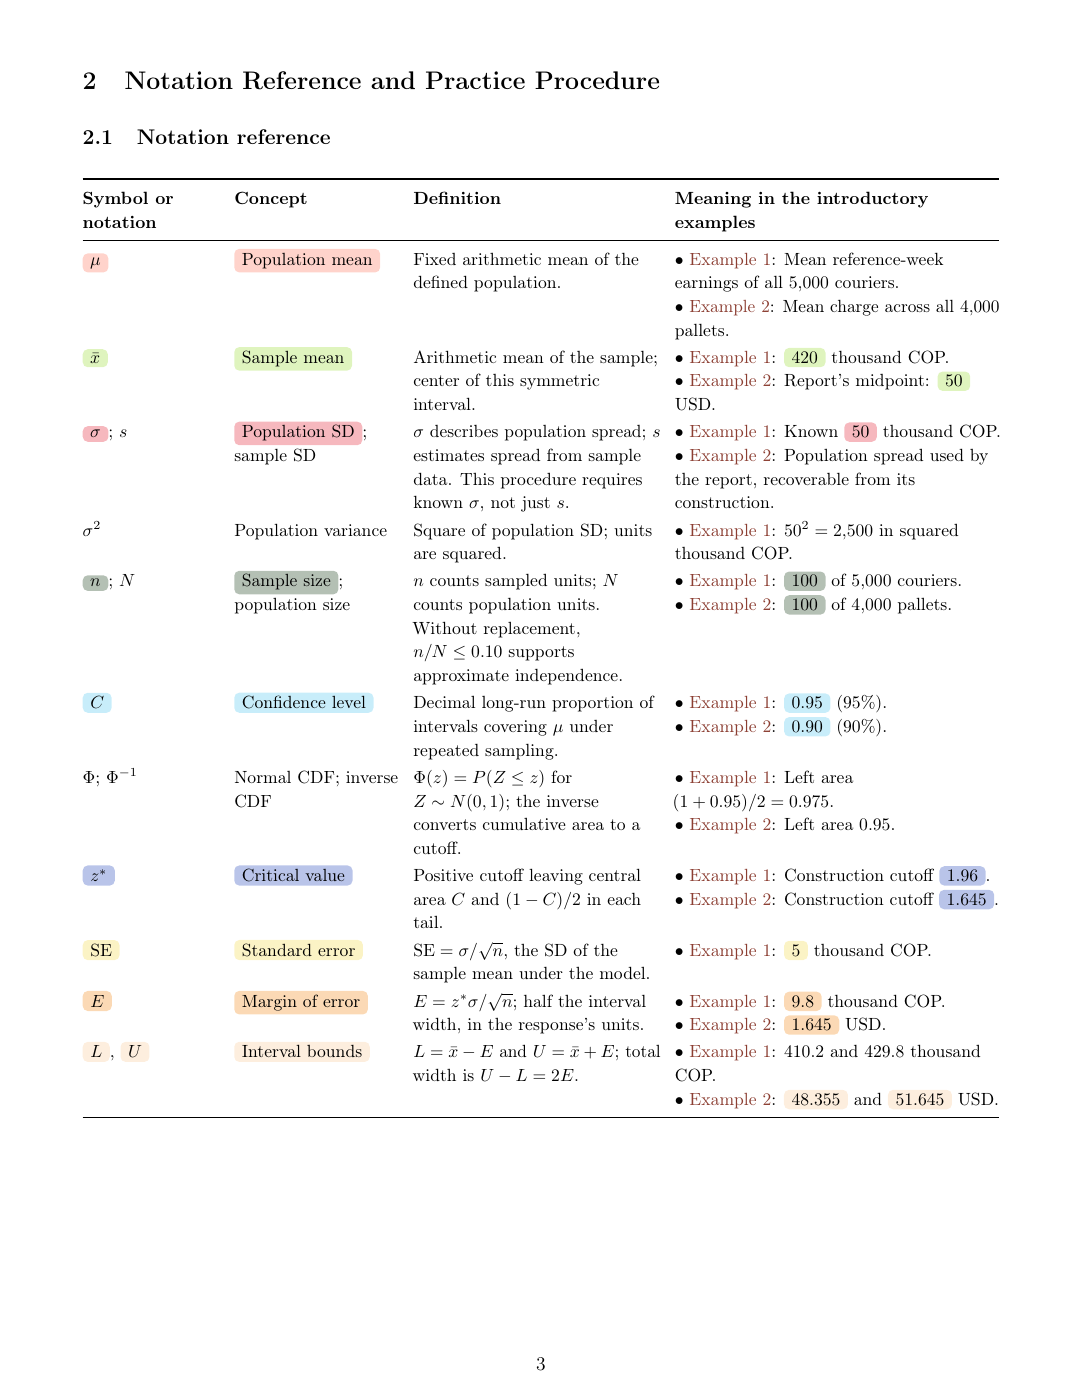 2 Notation Reference and Practice Procedure
2.1 Notation reference
Symbol or notation | Concept | Definition | Meaning in the introductory examples
μ | Population mean | Fixed arithmetic mean of the
defined population. | • Example 1: Mean reference-week
earnings of all 5,000 couriers.
• Example 2: Mean charge across all 4,000
pallets.
x̄ | Sample mean | Arithmetic mean of the sample;
center of this symmetric
interval. | • Example 1: 420 thousand COP.
• Example 2: Report's midpoint: 50
USD.
σ; s | Population SD;
sample SD | σ describes population spread; s
estimates spread from sample
data. This procedure requires
known σ, not just s. | • Example 1: Known 50 thousand COP.
• Example 2: Population spread used by
the report, recoverable from its
construction.
σ² | Population variance | Square of population SD; units
are squared. | • Example 1: 50² = 2,500 in squared
thousand COP.
n; N | Sample size;
population size | n counts sampled units; N
counts population units.
Without replacement,
n/N ≤ 0.10 supports
approximate independence. | • Example 1: 100 of 5,000 couriers.
• Example 2: 100 of 4,000 pallets.
C | Confidence level | Decimal long-run proportion of
intervals covering μ under
repeated sampling. | • Example 1: 0.95 (95%).
• Example 2: 0.90 (90%).
Φ; Φ⁻¹ | Normal CDF; inverse
CDF | Φ(z) = P(Z ≤ z) for
Z ∼ N(0, 1); the inverse
converts cumulative area to a
cutoff. | • Example 1: Left area
(1 + 0.95)/2 = 0.975.
• Example 2: Left area 0.95.
z* | Critical value | Positive cutoff leaving central
area C and (1 − C)/2 in each
tail. | • Example 1: Construction cutoff 1.96.
• Example 2: Construction cutoff 1.645.
SE | Standard error | SE = σ/√n, the SD of the
sample mean under the model. | • Example 1: 5 thousand COP.
E | Margin of error | E = z*σ/√n; half the interval
width, in the response's units. | • Example 1: 9.8 thousand COP.
• Example 2: 1.645 USD.
L, U | Interval bounds | L = x̄ − E and U = x̄ + E; total
width is U − L = 2E. | • Example 1: 410.2 and 429.8 thousand
COP.
• Example 2: 48.355 and 51.645 USD.
3